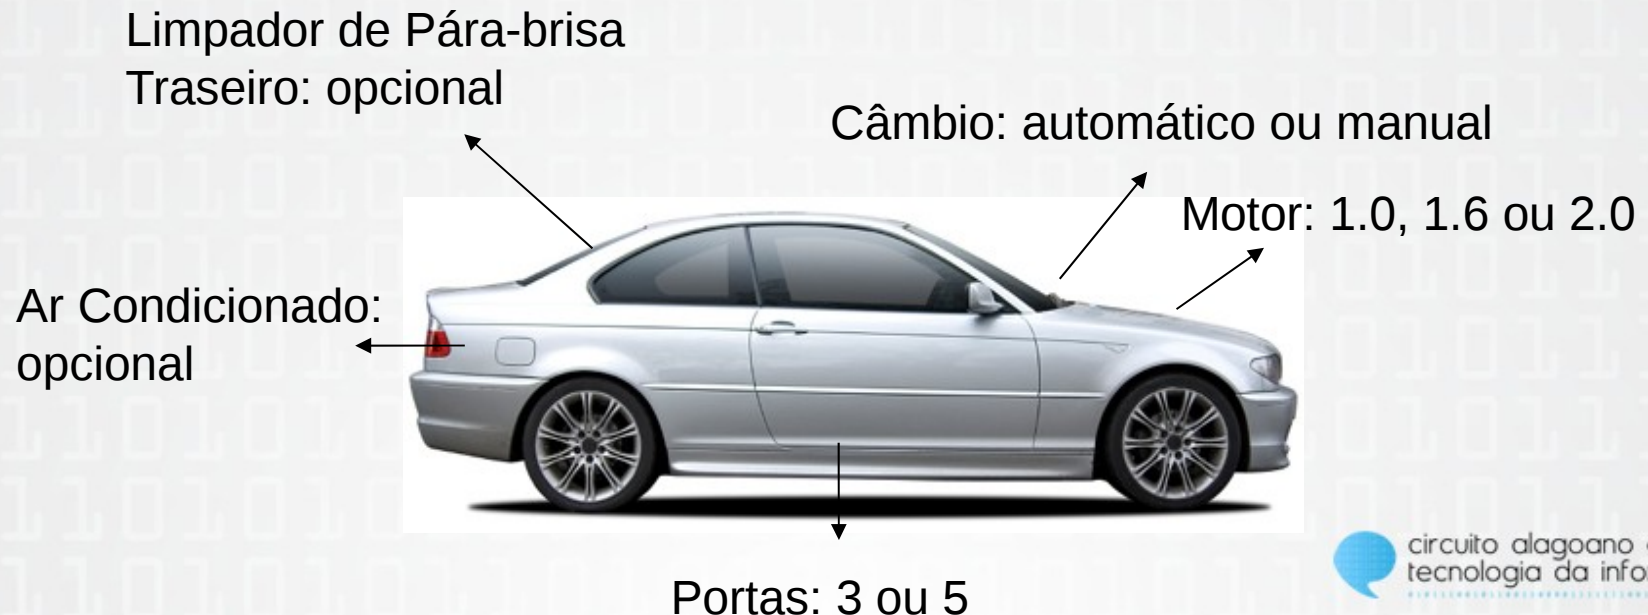 Limpador de Pára-brisa
Traseiro: opcional
Câmbio: automático ou manual
Motor: 1.0, 1.6 ou 2.0
Ar Condicionado:
opcional
Portas: 3 ou 5
circuito alagoano
tecnologia da info